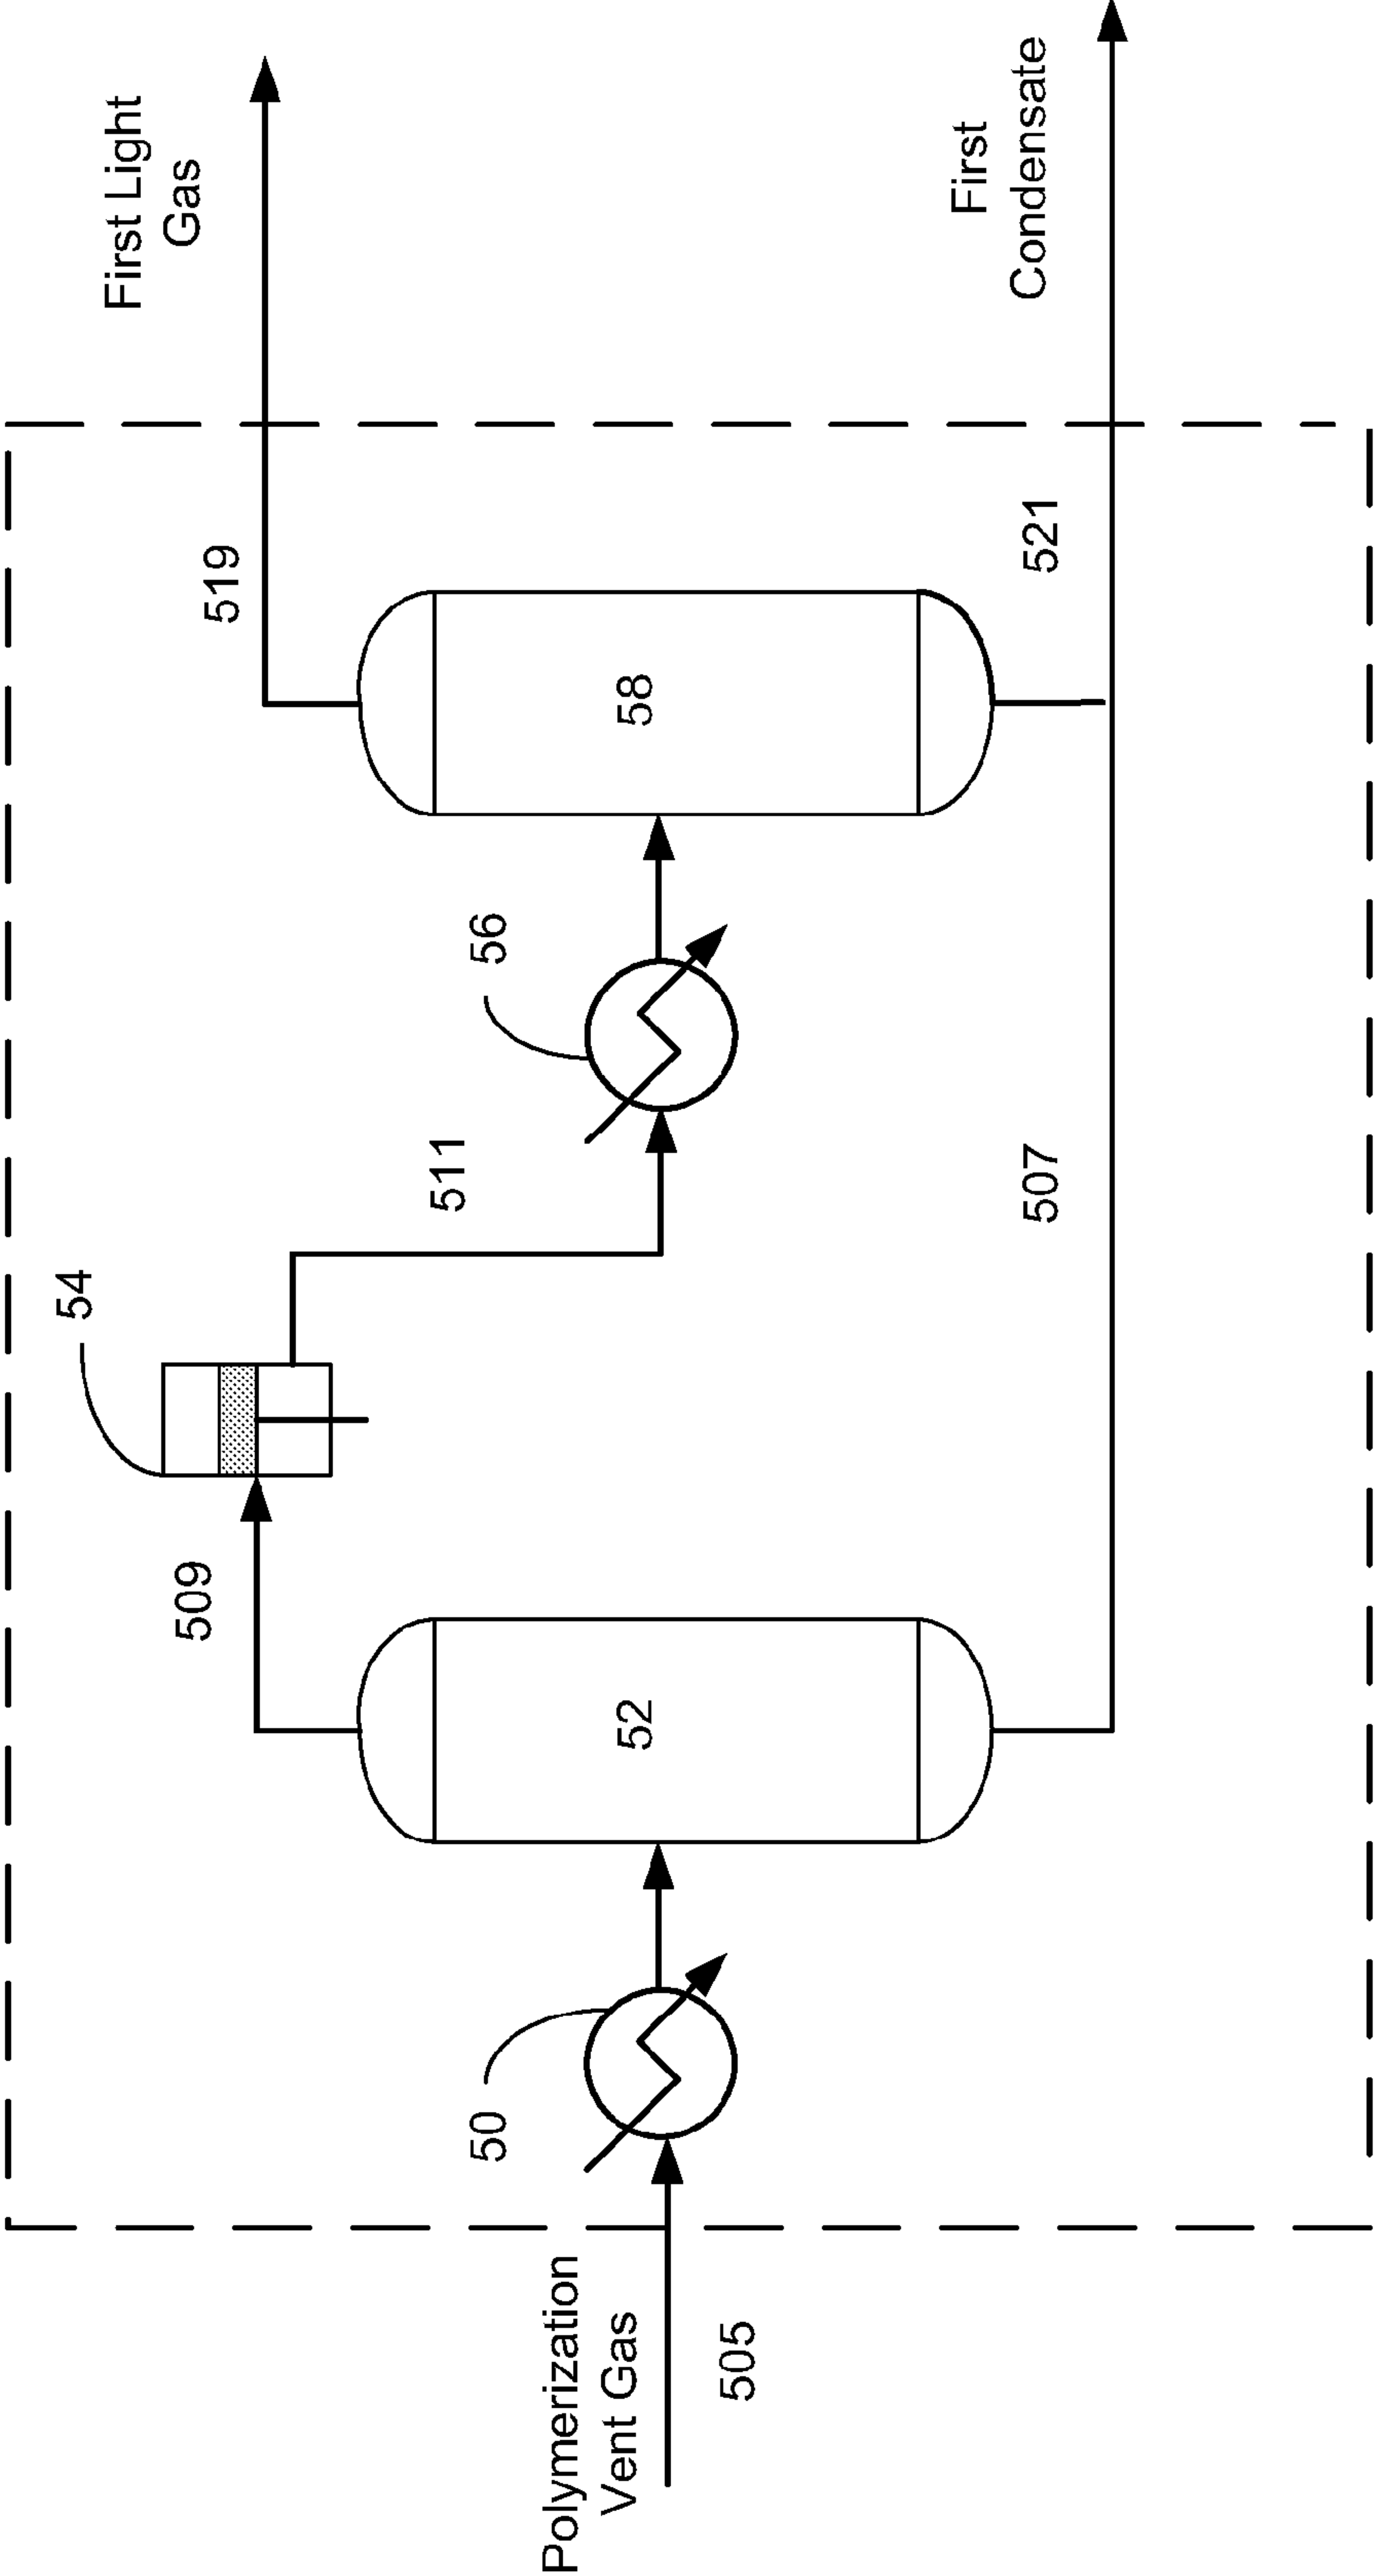 First Light
Gas
519
54
509
511
56
58
52
50
Polymerization
Vent Gas
505
507
521
First
Condensate